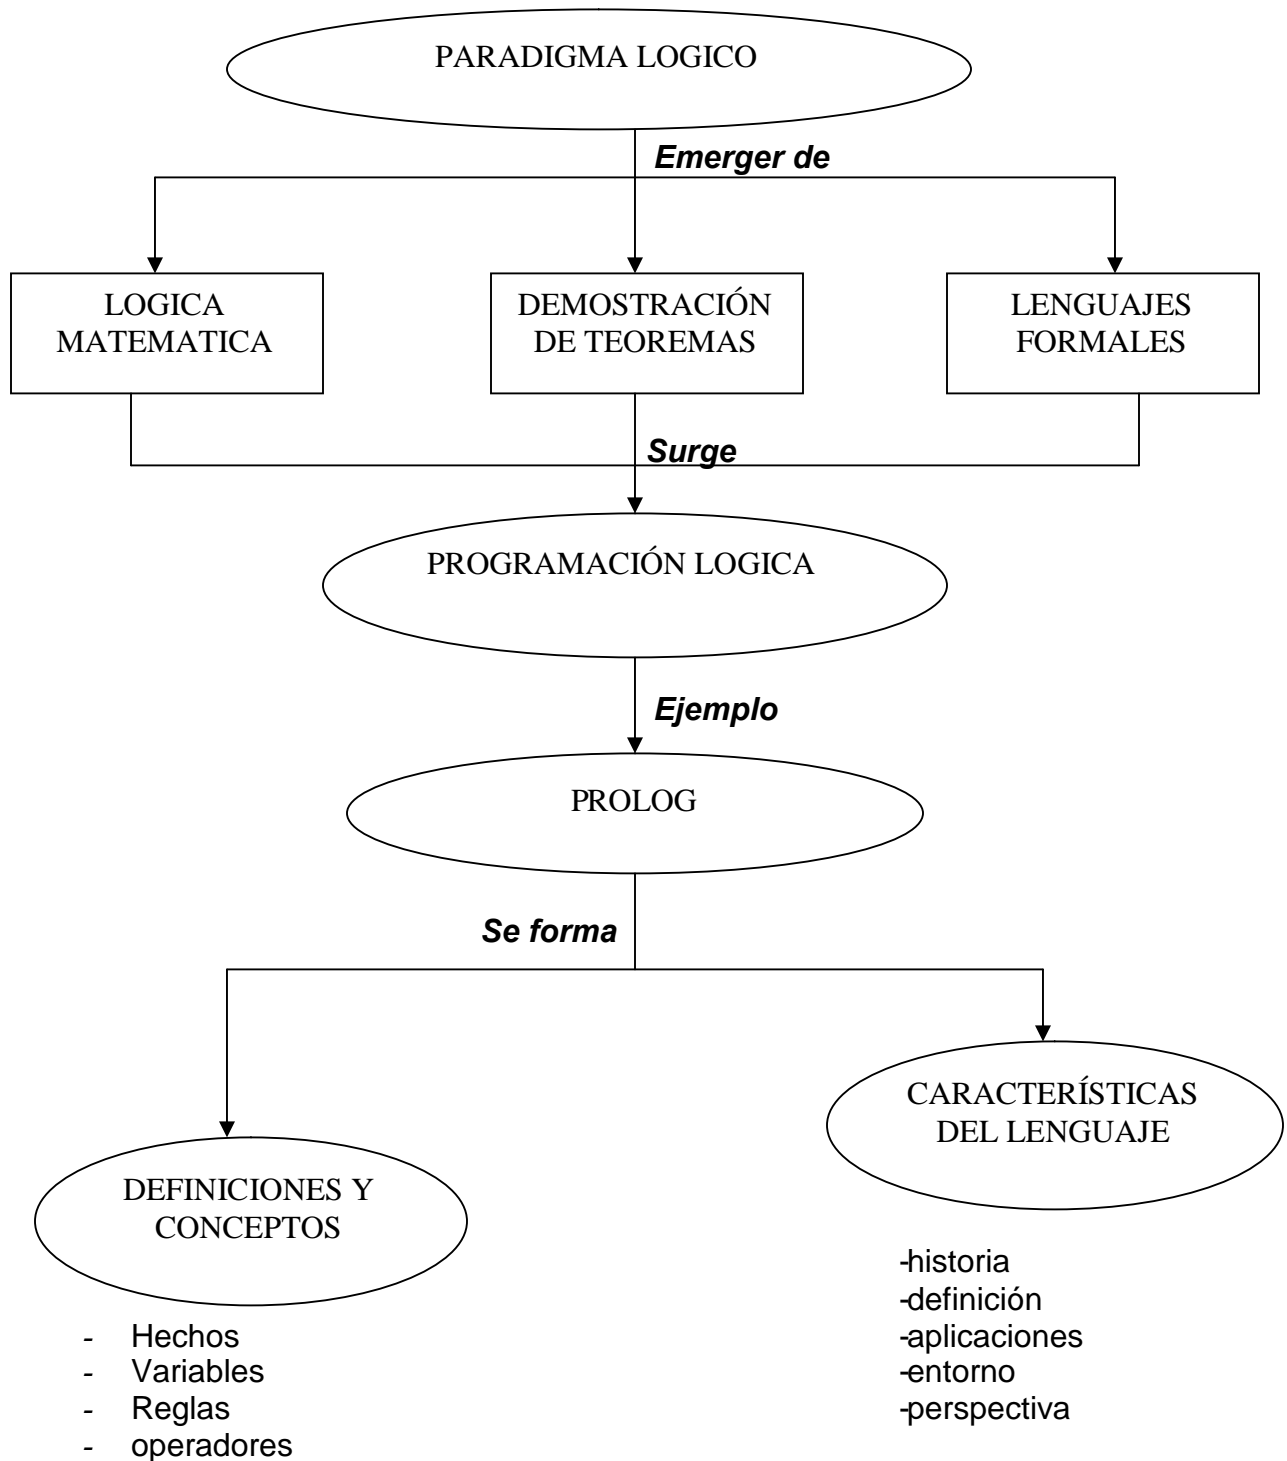 PARADIGMA LOGICO
Emerger de
LOGICA
MATEMATICA
DEMOSTRACIÓN
DE TEOREMAS
LENGUAJES
FORMALES
Surge
PROGRAMACIÓN LOGICA
Ejemplo
PROLOG
Se forma
DEFINICIONES Y
CONCEPTOS
- Hechos
- Variables
- Reglas
- operadores
CARACTERÍSTICAS
DEL LENGUAJE
-historia
-definición
-aplicaciones
-entorno
-perspectiva